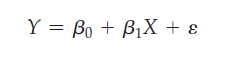 Y = β₀ + β₁X + ε